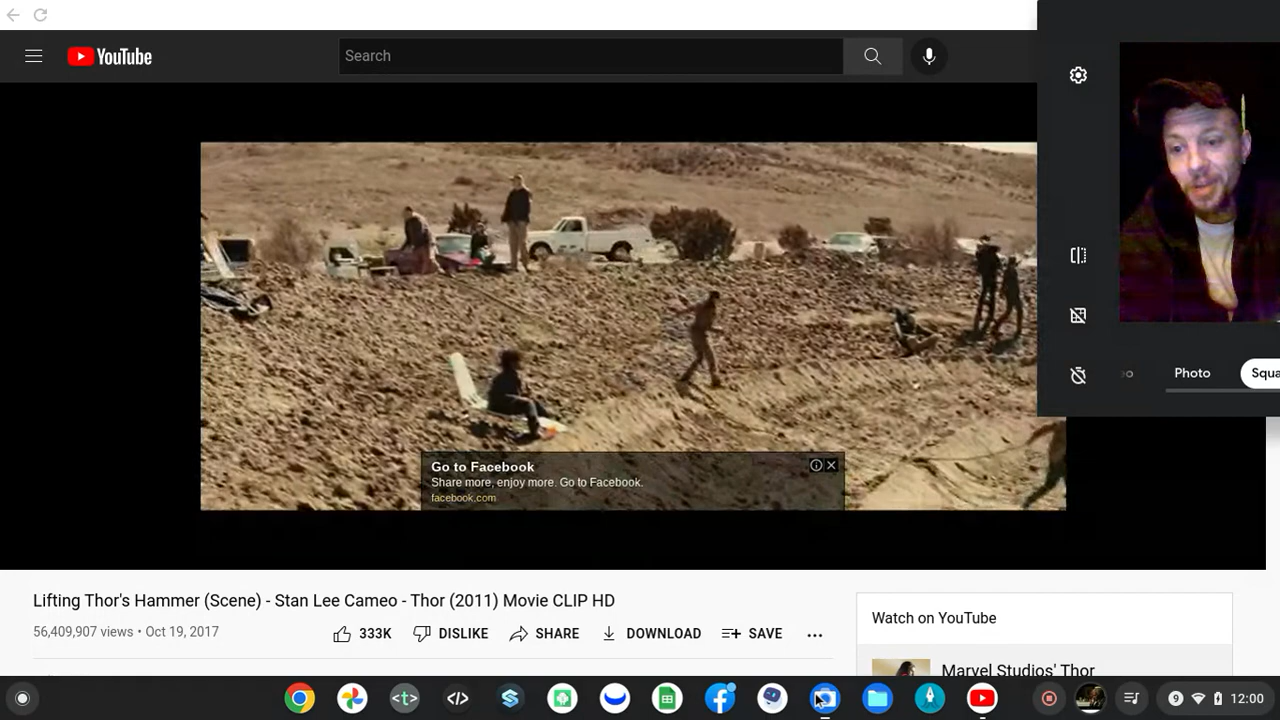 YouTube
Search
Photo
Squa
Go to Facebook
Share more, enjoy more. Go to Facebook.
facebook.com
Lifting Thor's Hammer (Scene) - Stan Lee Cameo - Thor (2011) Movie CLIP HD
56,409,907 views • Oct 19, 2017
333K
DISLIKE
SHARE
DOWNLOAD
SAVE
Watch on YouTube
Marvel Studios' Thor
<t>
</>
9
12:00